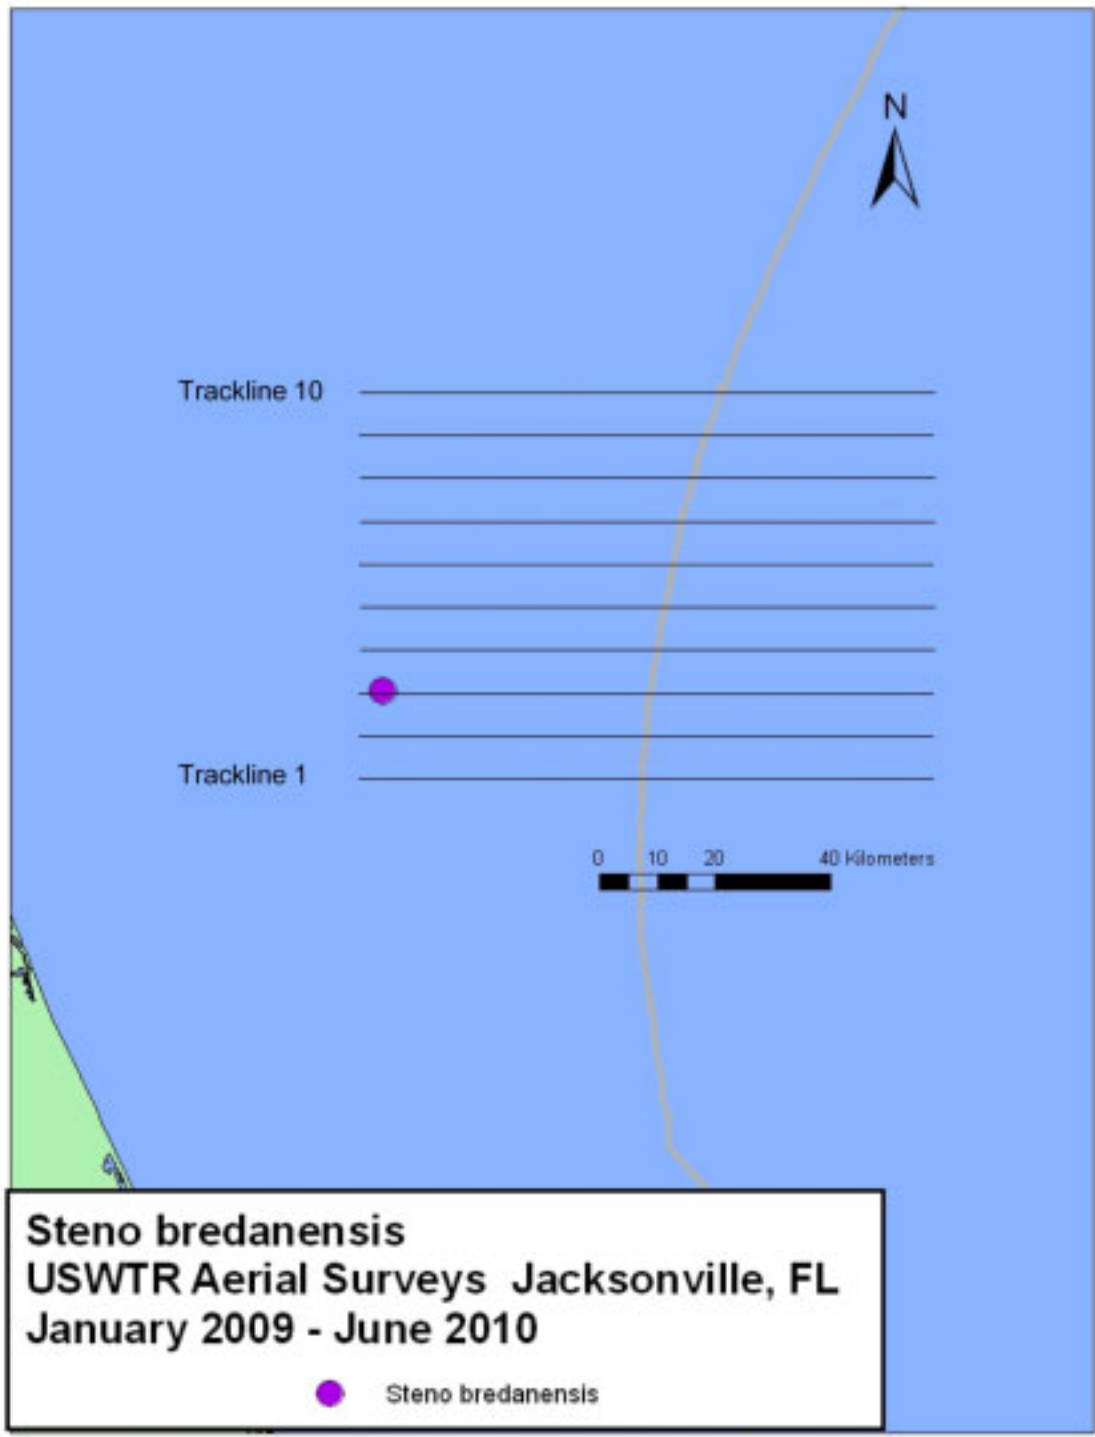 N
Trackline 10
Trackline 1
0 10 20 40 Kilometers
Steno bredanensis
USWTR Aerial Surveys Jacksonville, FL
January 2009 - June 2010
Steno bredanensis